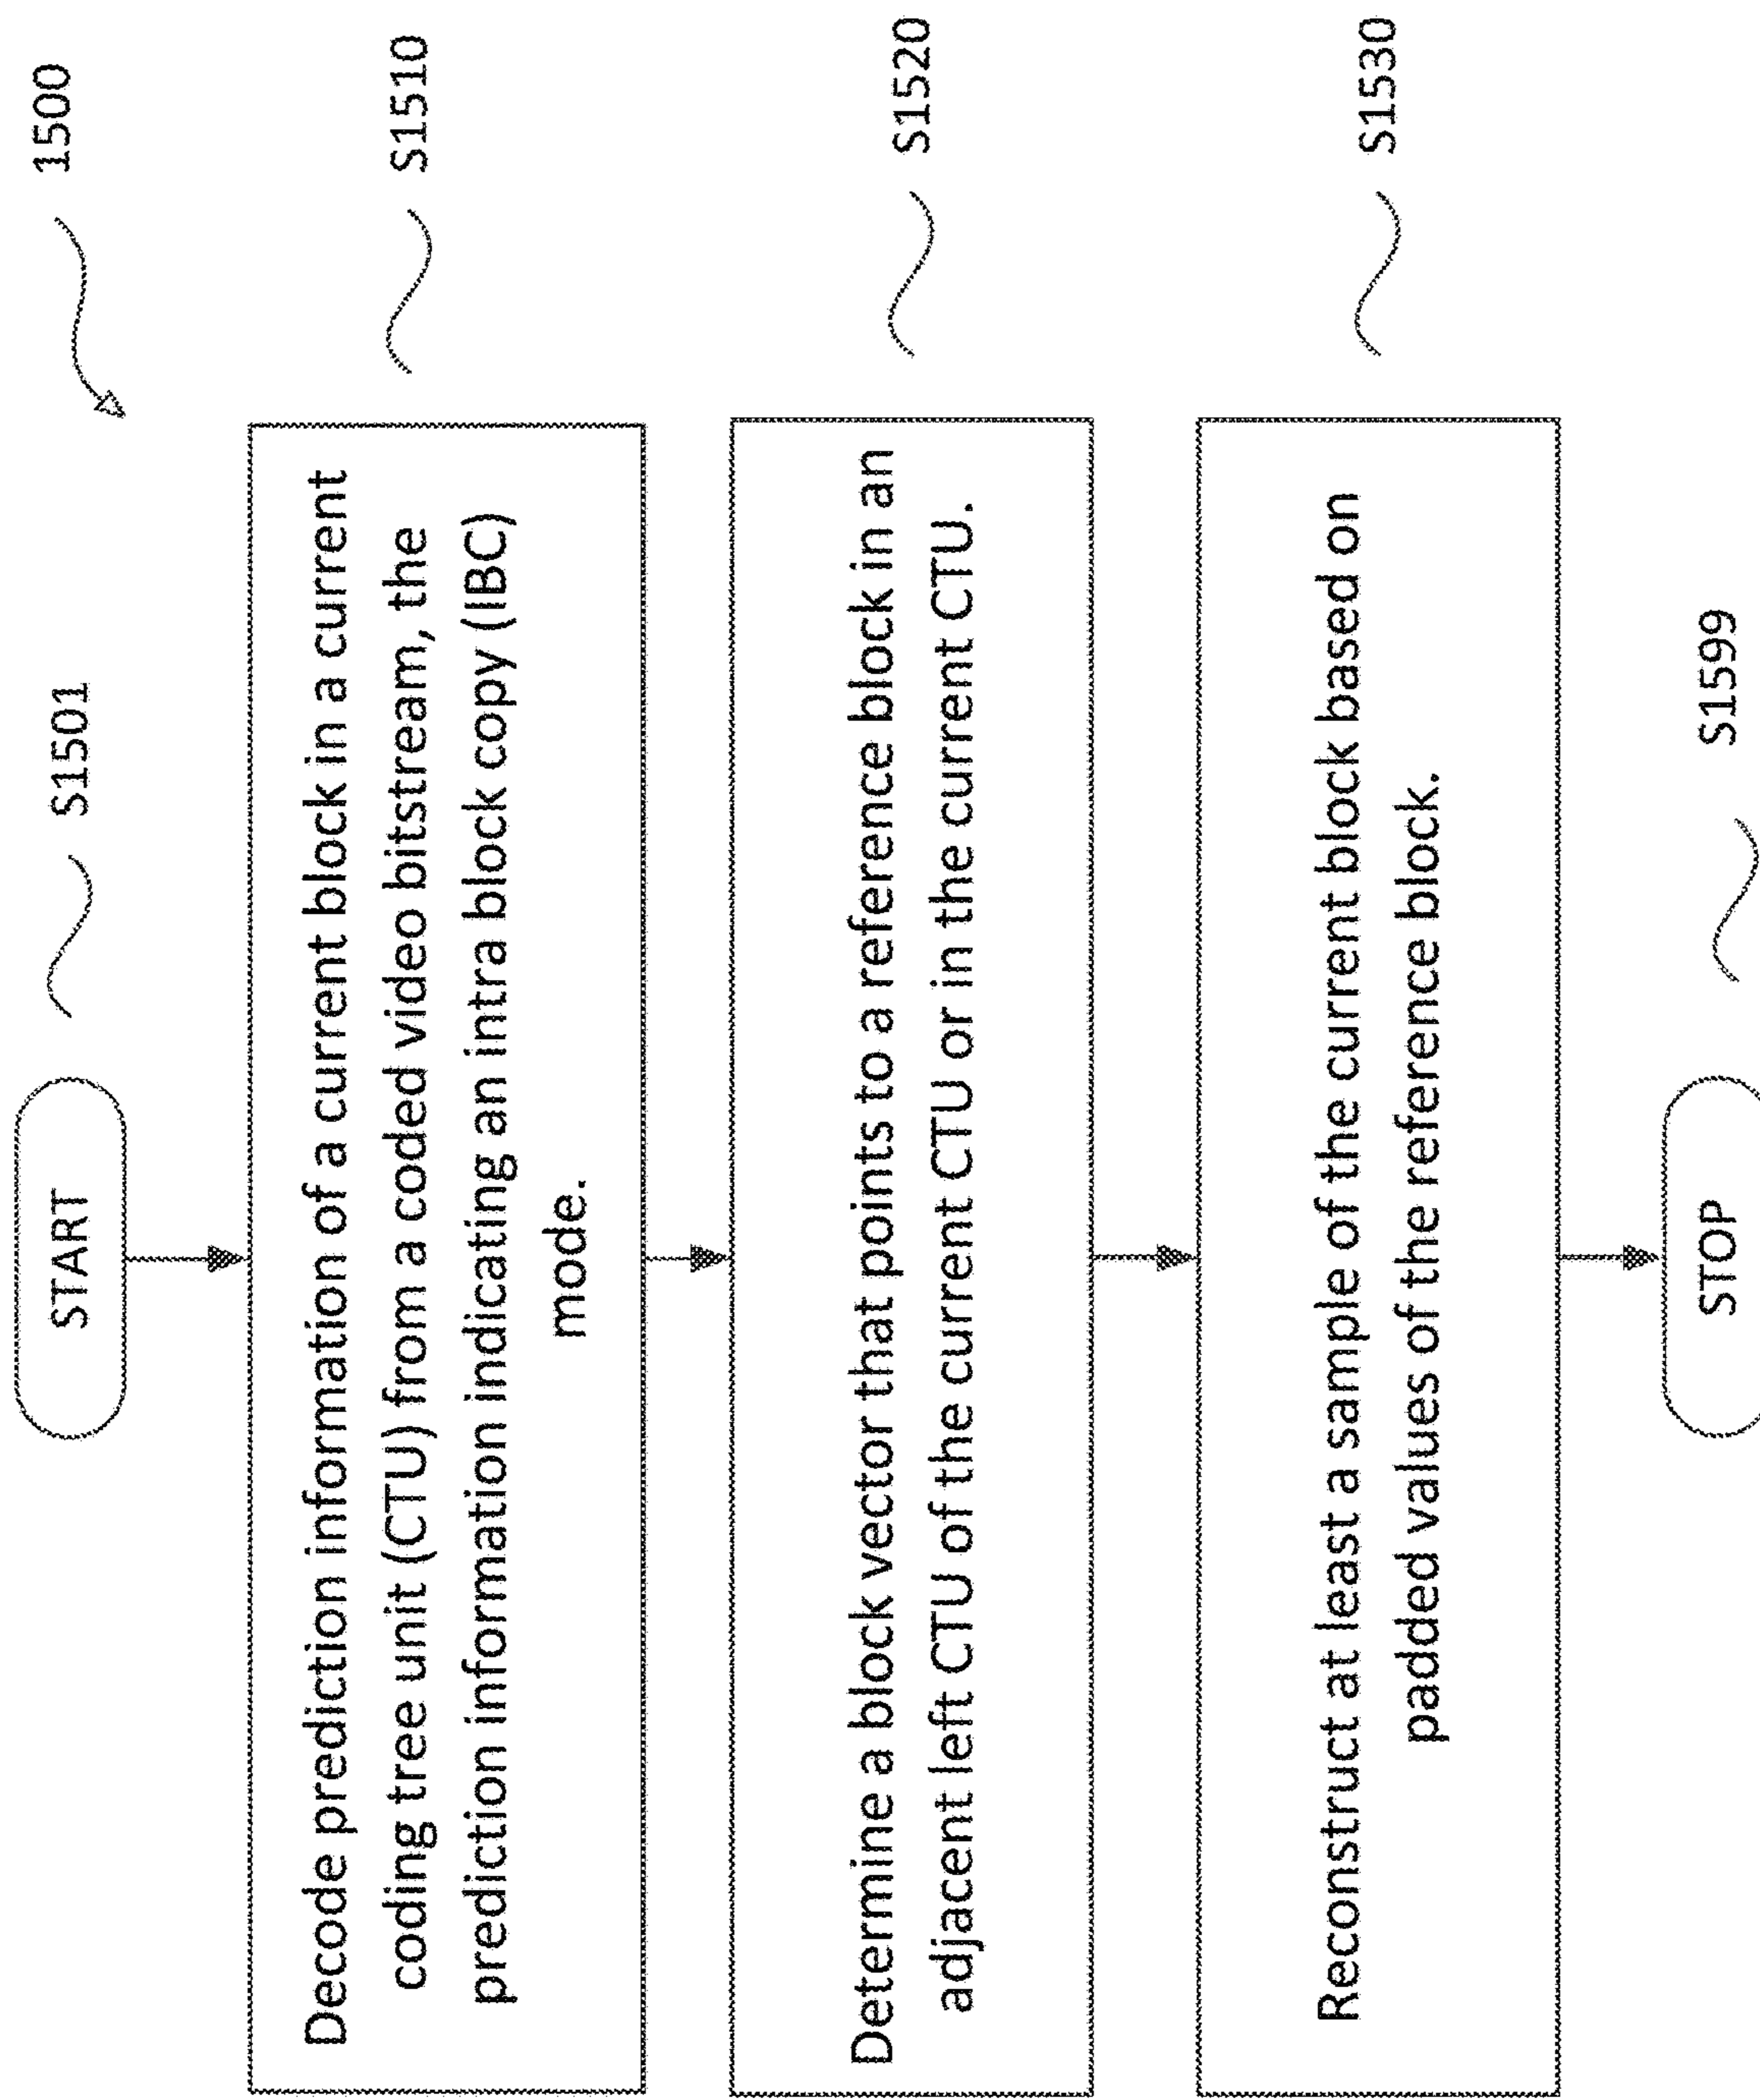 1500
START
S1501
Decode prediction information of a current block in a current
coding tree unit (CTU) from a coded video bitstream, the
prediction information indicating an intra block copy (IBC)
mode.
S1510
Determine a block vector that points to a reference block in an
adjacent left CTU of the current CTU or in the current CTU.
S1520
Reconstruct at least a sample of the current block based on
padded values of the reference block.
S1530
STOP
S1599